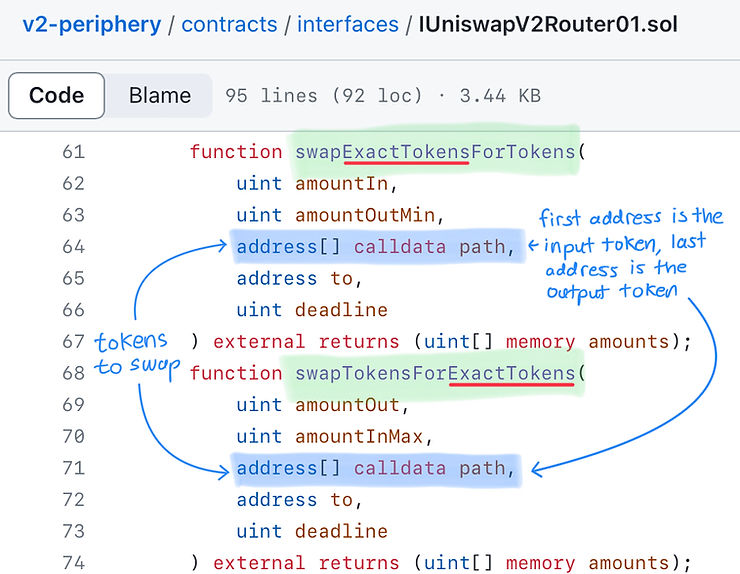 v2-periphery / contracts / interfaces / IUniswapV2Router01.sol
Code Blame 95 lines (92 loc) · 3.44 KB
61 function swapExactTokensForTokens(
62 uint amountIn,
63 uint amountOutMin,
64 address[] calldata path,
65 address to,
66 uint deadline
67 ) external returns (uint[] memory amounts);
68 function swapTokensForExactTokens(
69 uint amountOut,
70 uint amountInMax,
71 address[] calldata path,
72 address to,
73 uint deadline
74 ) external returns (uint[] memory amounts);
first address is the
input token, last
address is the
output token
tokens
to swap